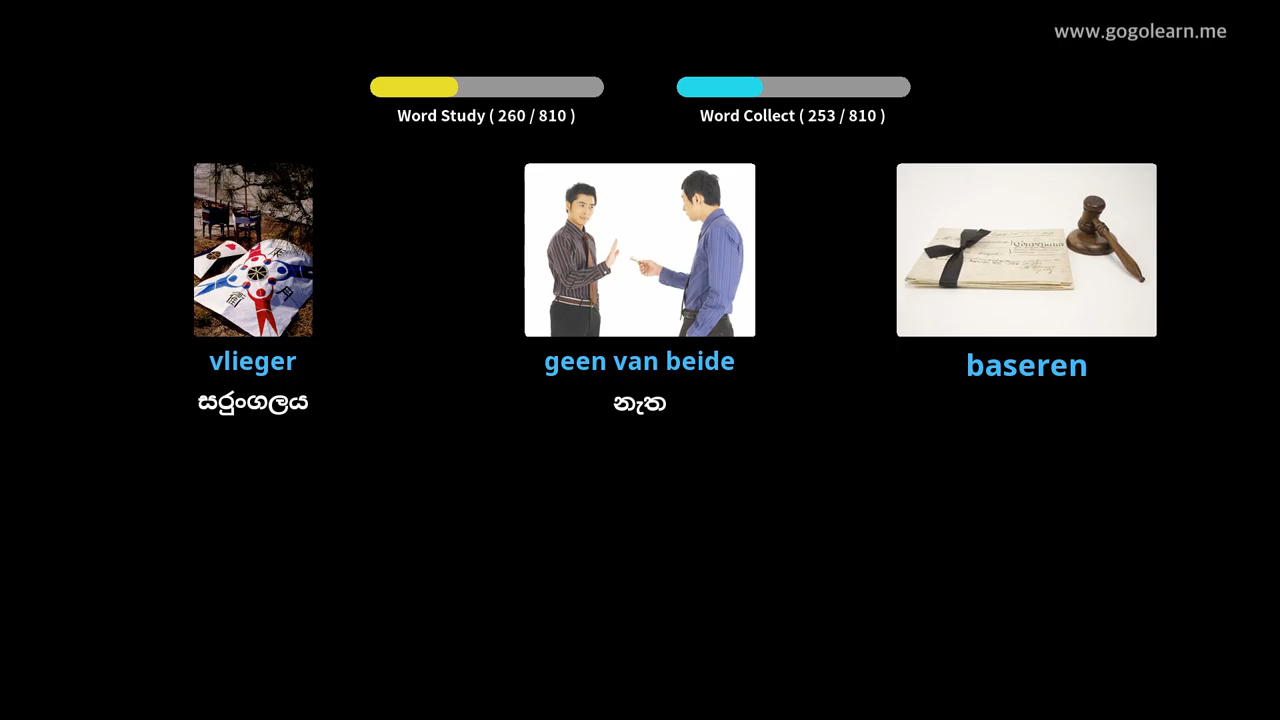 www.gogolearn.me
Word Study ( 260 / 810 )
Word Collect ( 253 / 810 )
vlieger
geen van beide
baseren
සරුංගලය
නැත